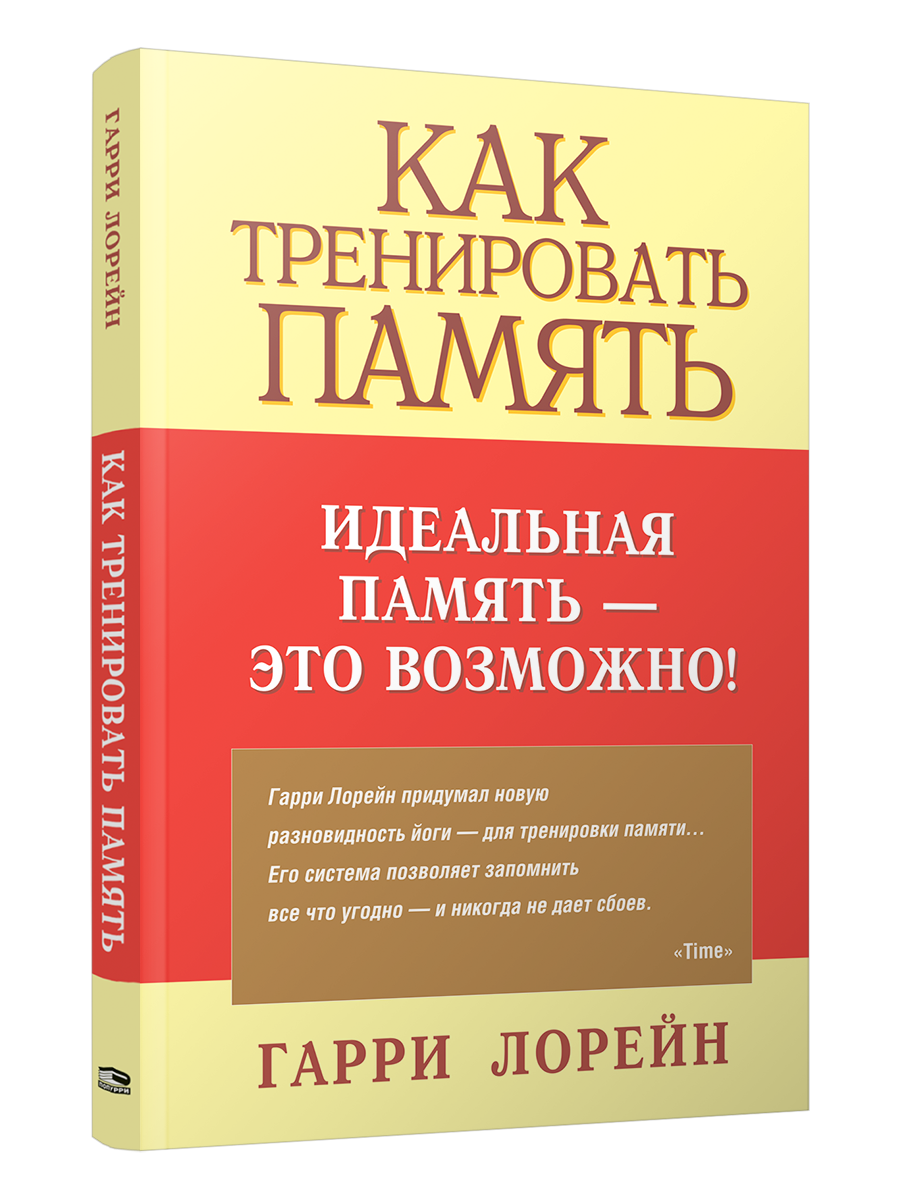 ГАРРИ ЛОРЕЙН
КАК ТРЕНИРОВАТЬ ПАМЯТЬ
ПОПУРРИ
КАК
ТРЕНИРОВАТЬ
ПАМЯТЬ
ИДЕАЛЬНАЯ
ПАМЯТЬ —
ЭТО ВОЗМОЖНО!
Гарри Лорейн придумал новую
разновидность йоги — для тренировки памяти...
Его система позволяет запомнить
все что угодно — и никогда не дает сбоев.
«Time»
ГАРРИ ЛОРЕЙН